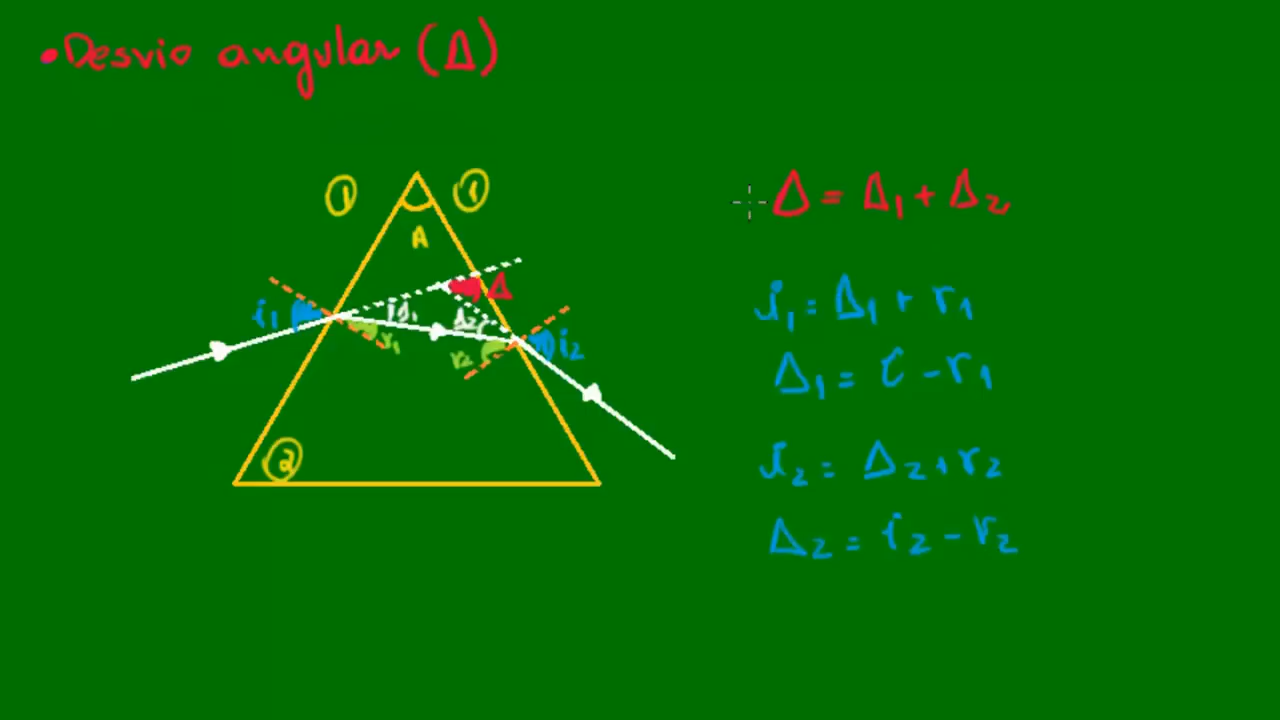 • Desvio angular (Δ)
① ①
A
Δ
i1 Δ1 Δ2
r1 r2 i2
②
Δ = Δ1 + Δ2
i1 = Δ1 + r1
Δ1 = i - r1
i2 = Δ2 + r2
Δ2 = i2 - r2